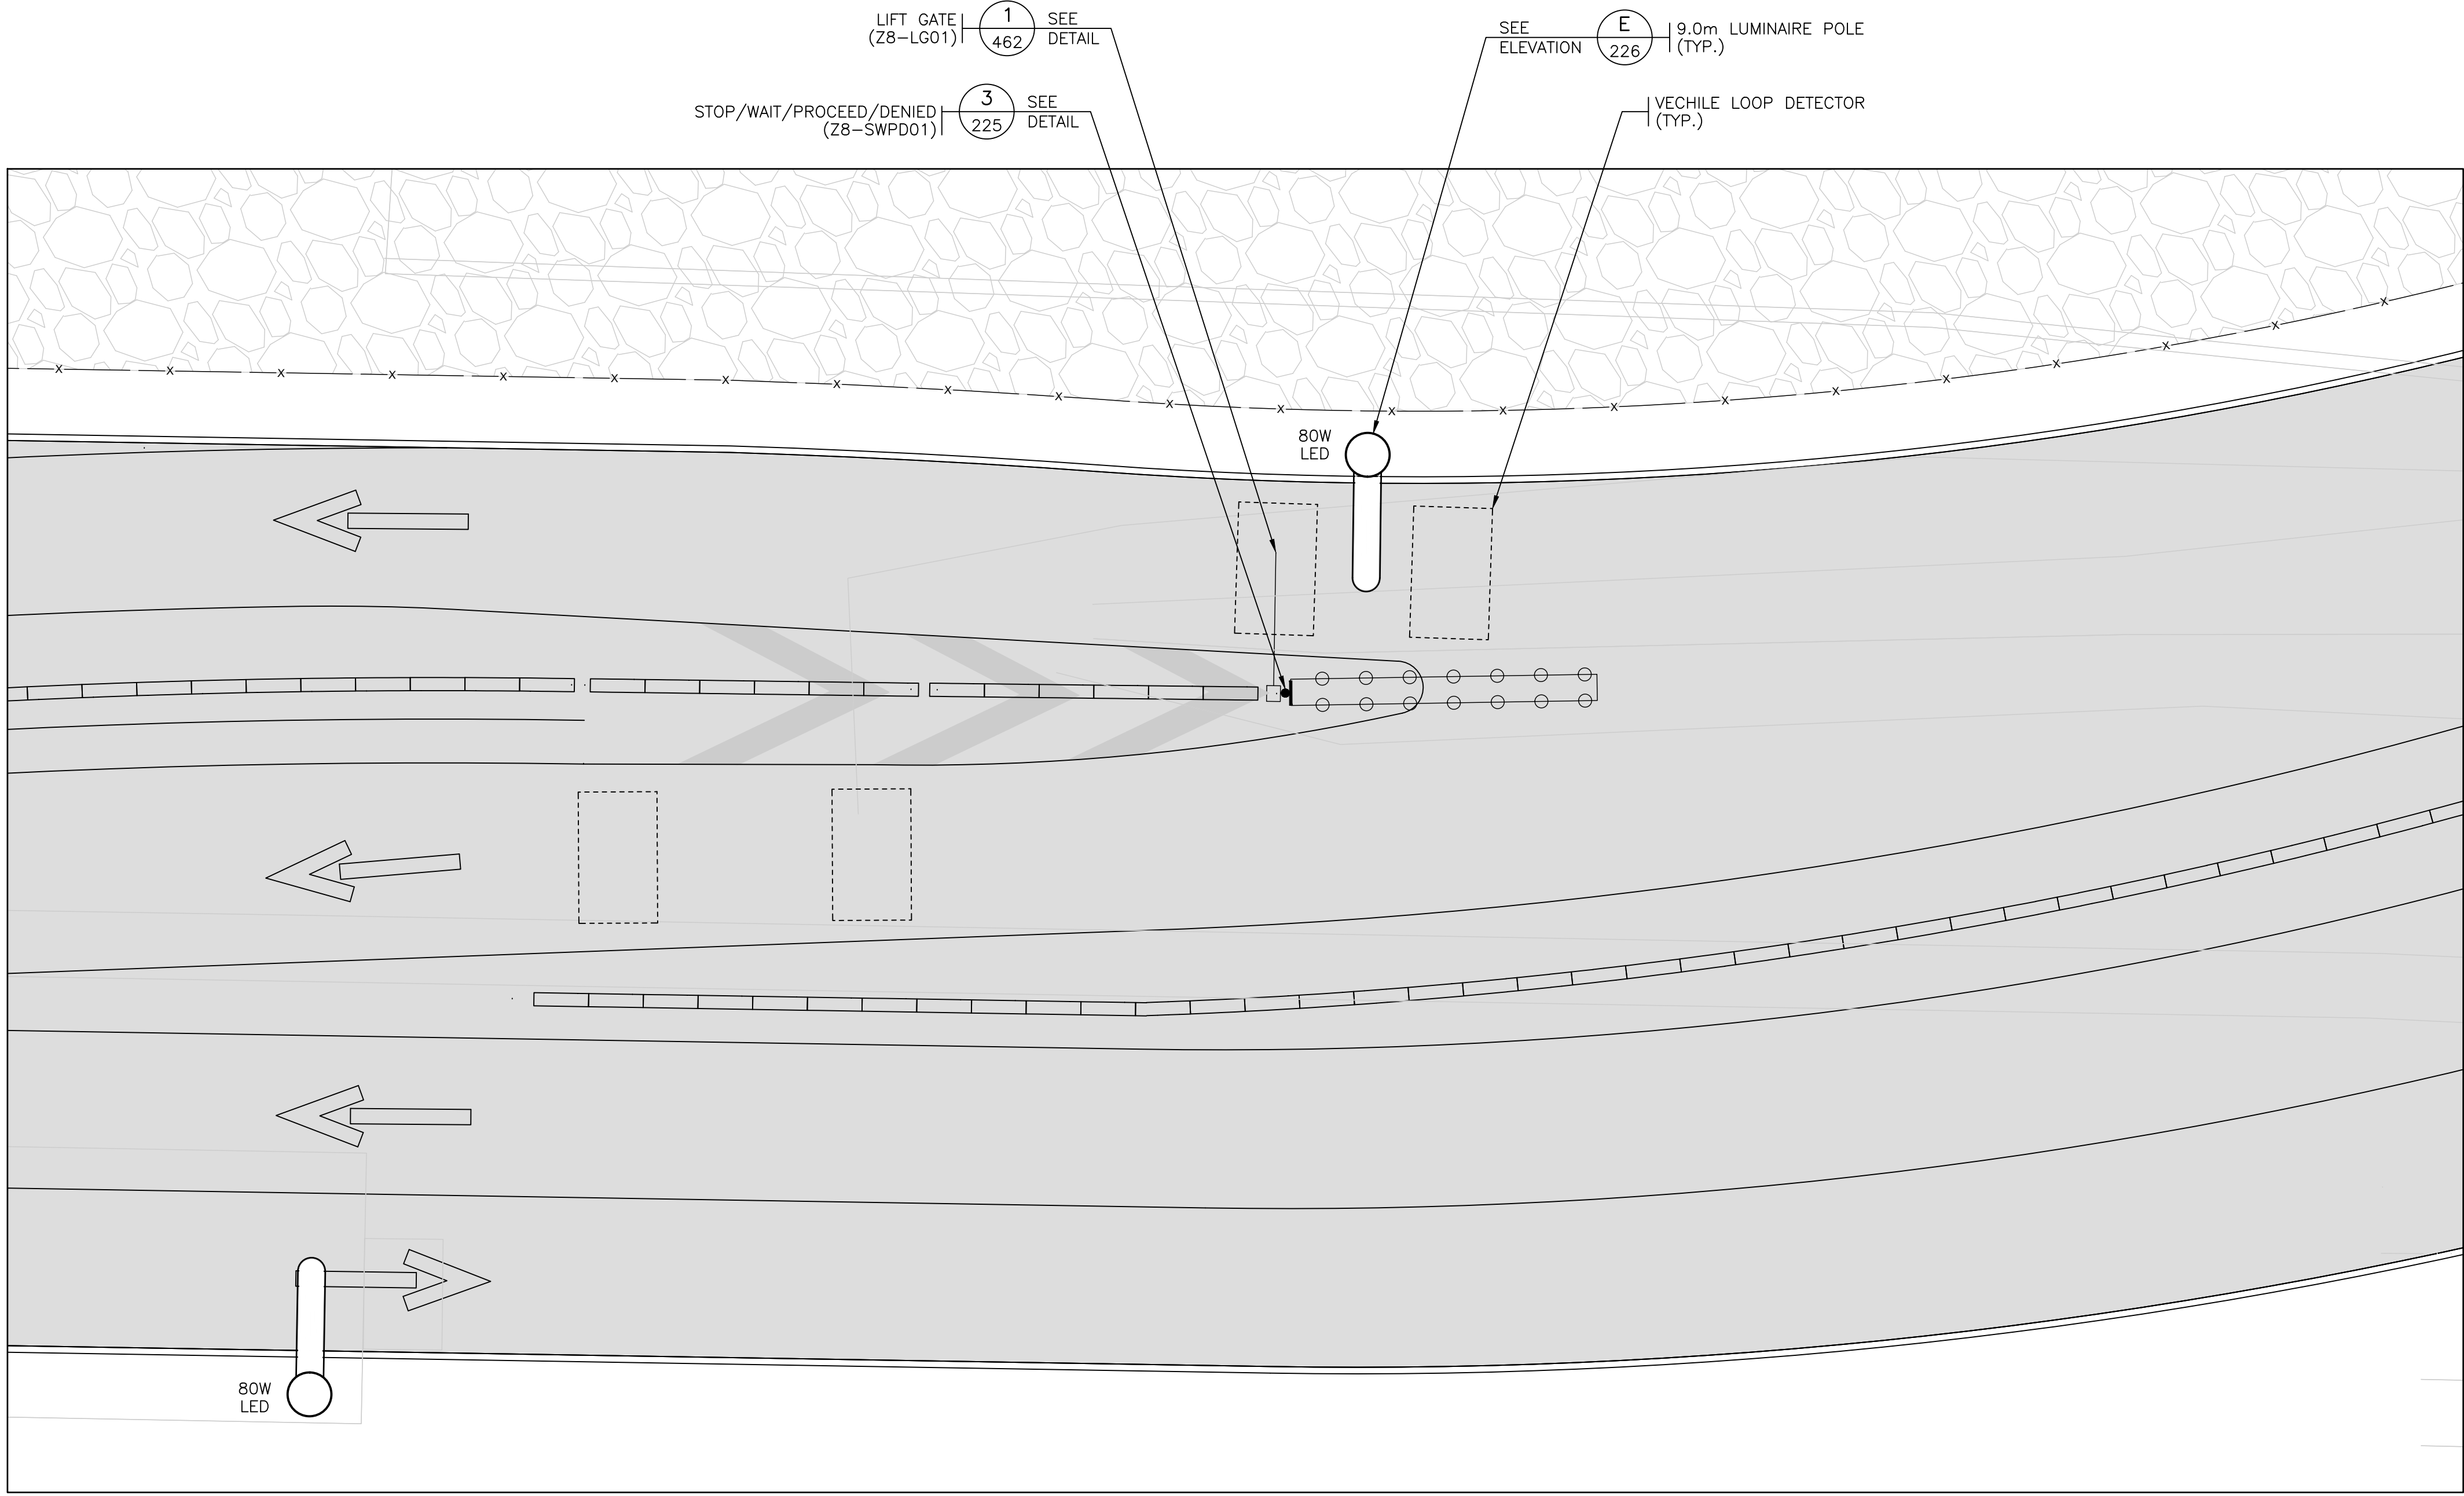 LIFT GATE
(Z8-LG01)
1
462
SEE
DETAIL
STOP/WAIT/PROCEED/DENIED
(Z8-SWPD01)
3
225
SEE
DETAIL
SEE
ELEVATION
E
226
9.0m LUMINAIRE POLE
(TYP.)
VECHILE LOOP DETECTOR
(TYP.)
80W
LED
80W
LED